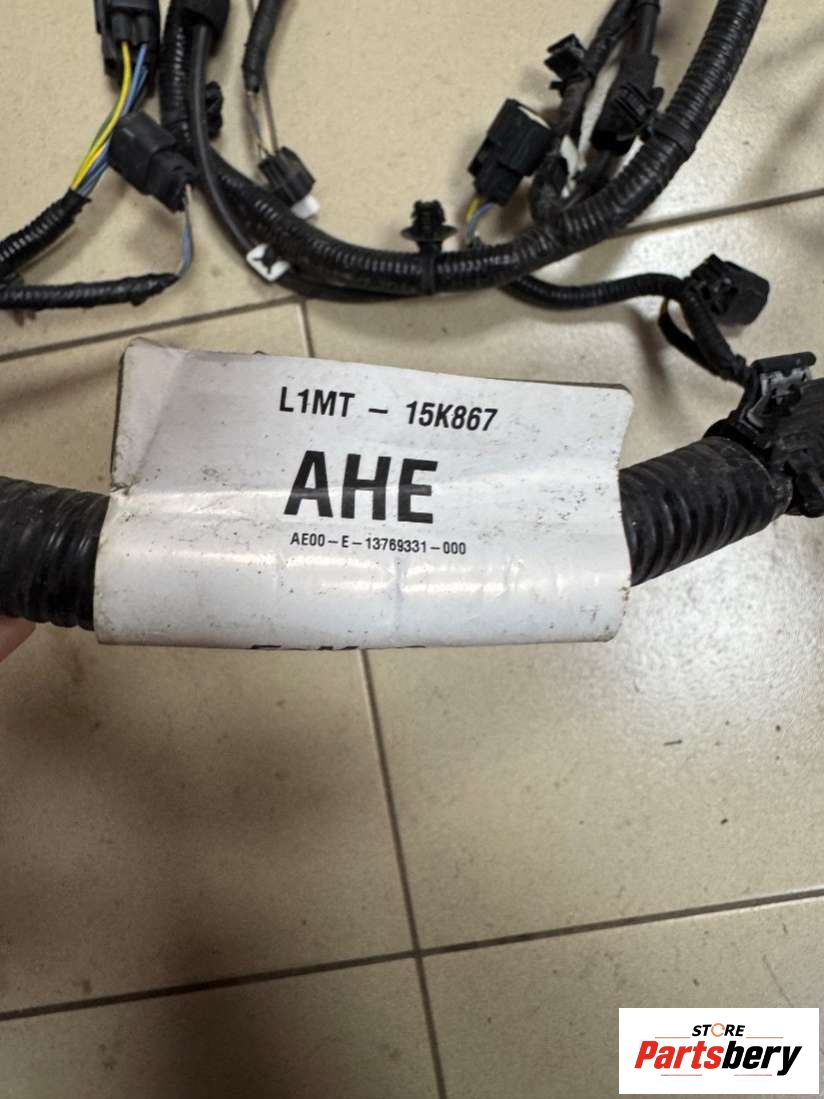 L1MT - 15K867
AHE
AE00-E-13769331-000
STORE
Partsbery